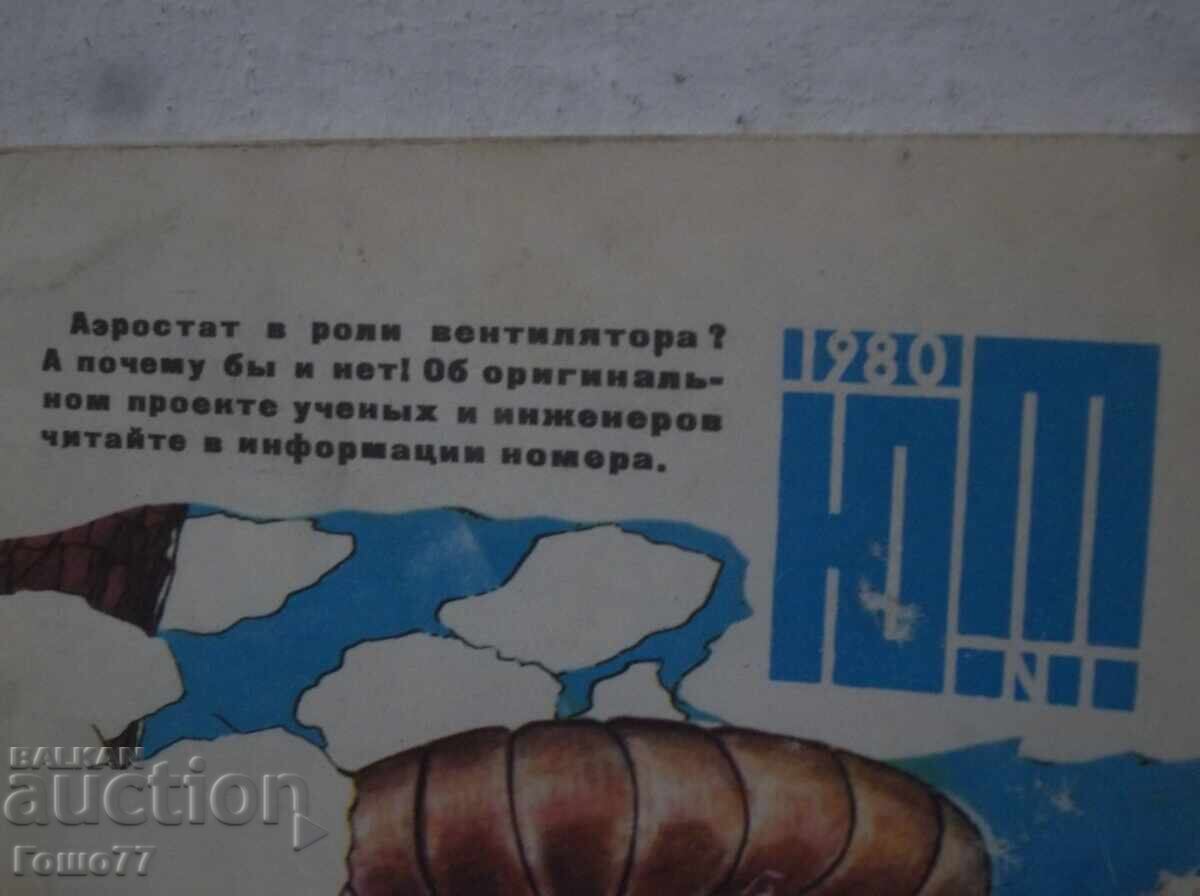 Аэростат в роли вентилятора?
А почему бы и нет! Об оригиналь-
ном проекте ученых и инженеров
читайте в информации номера.
1980
ЮТ
N
BALKAN
auction
Гошо77